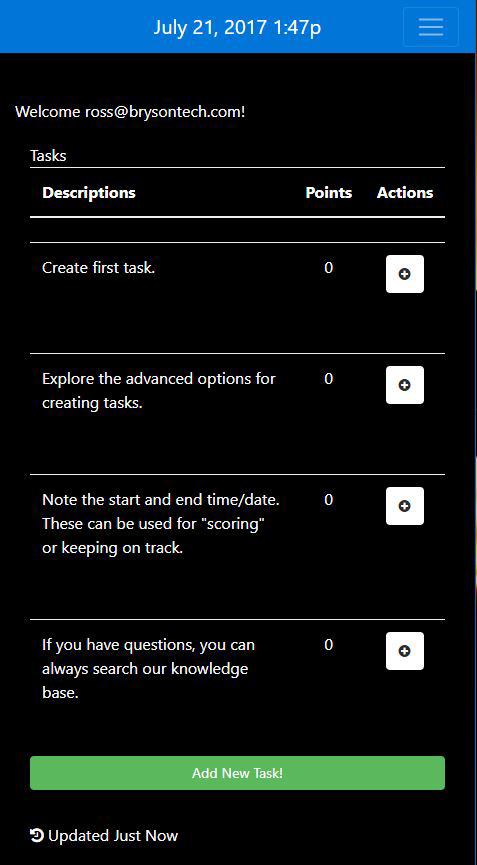 July 21, 2017 1:47p
Welcome ross@brysontech.com!
Tasks
Descriptions Points Actions
Create first task. 0
Explore the advanced options for 0
creating tasks.
Note the start and end time/date. 0
These can be used for "scoring"
or keeping on track.
If you have questions, you can 0
always search our knowledge
base.
Add New Task!
Updated Just Now